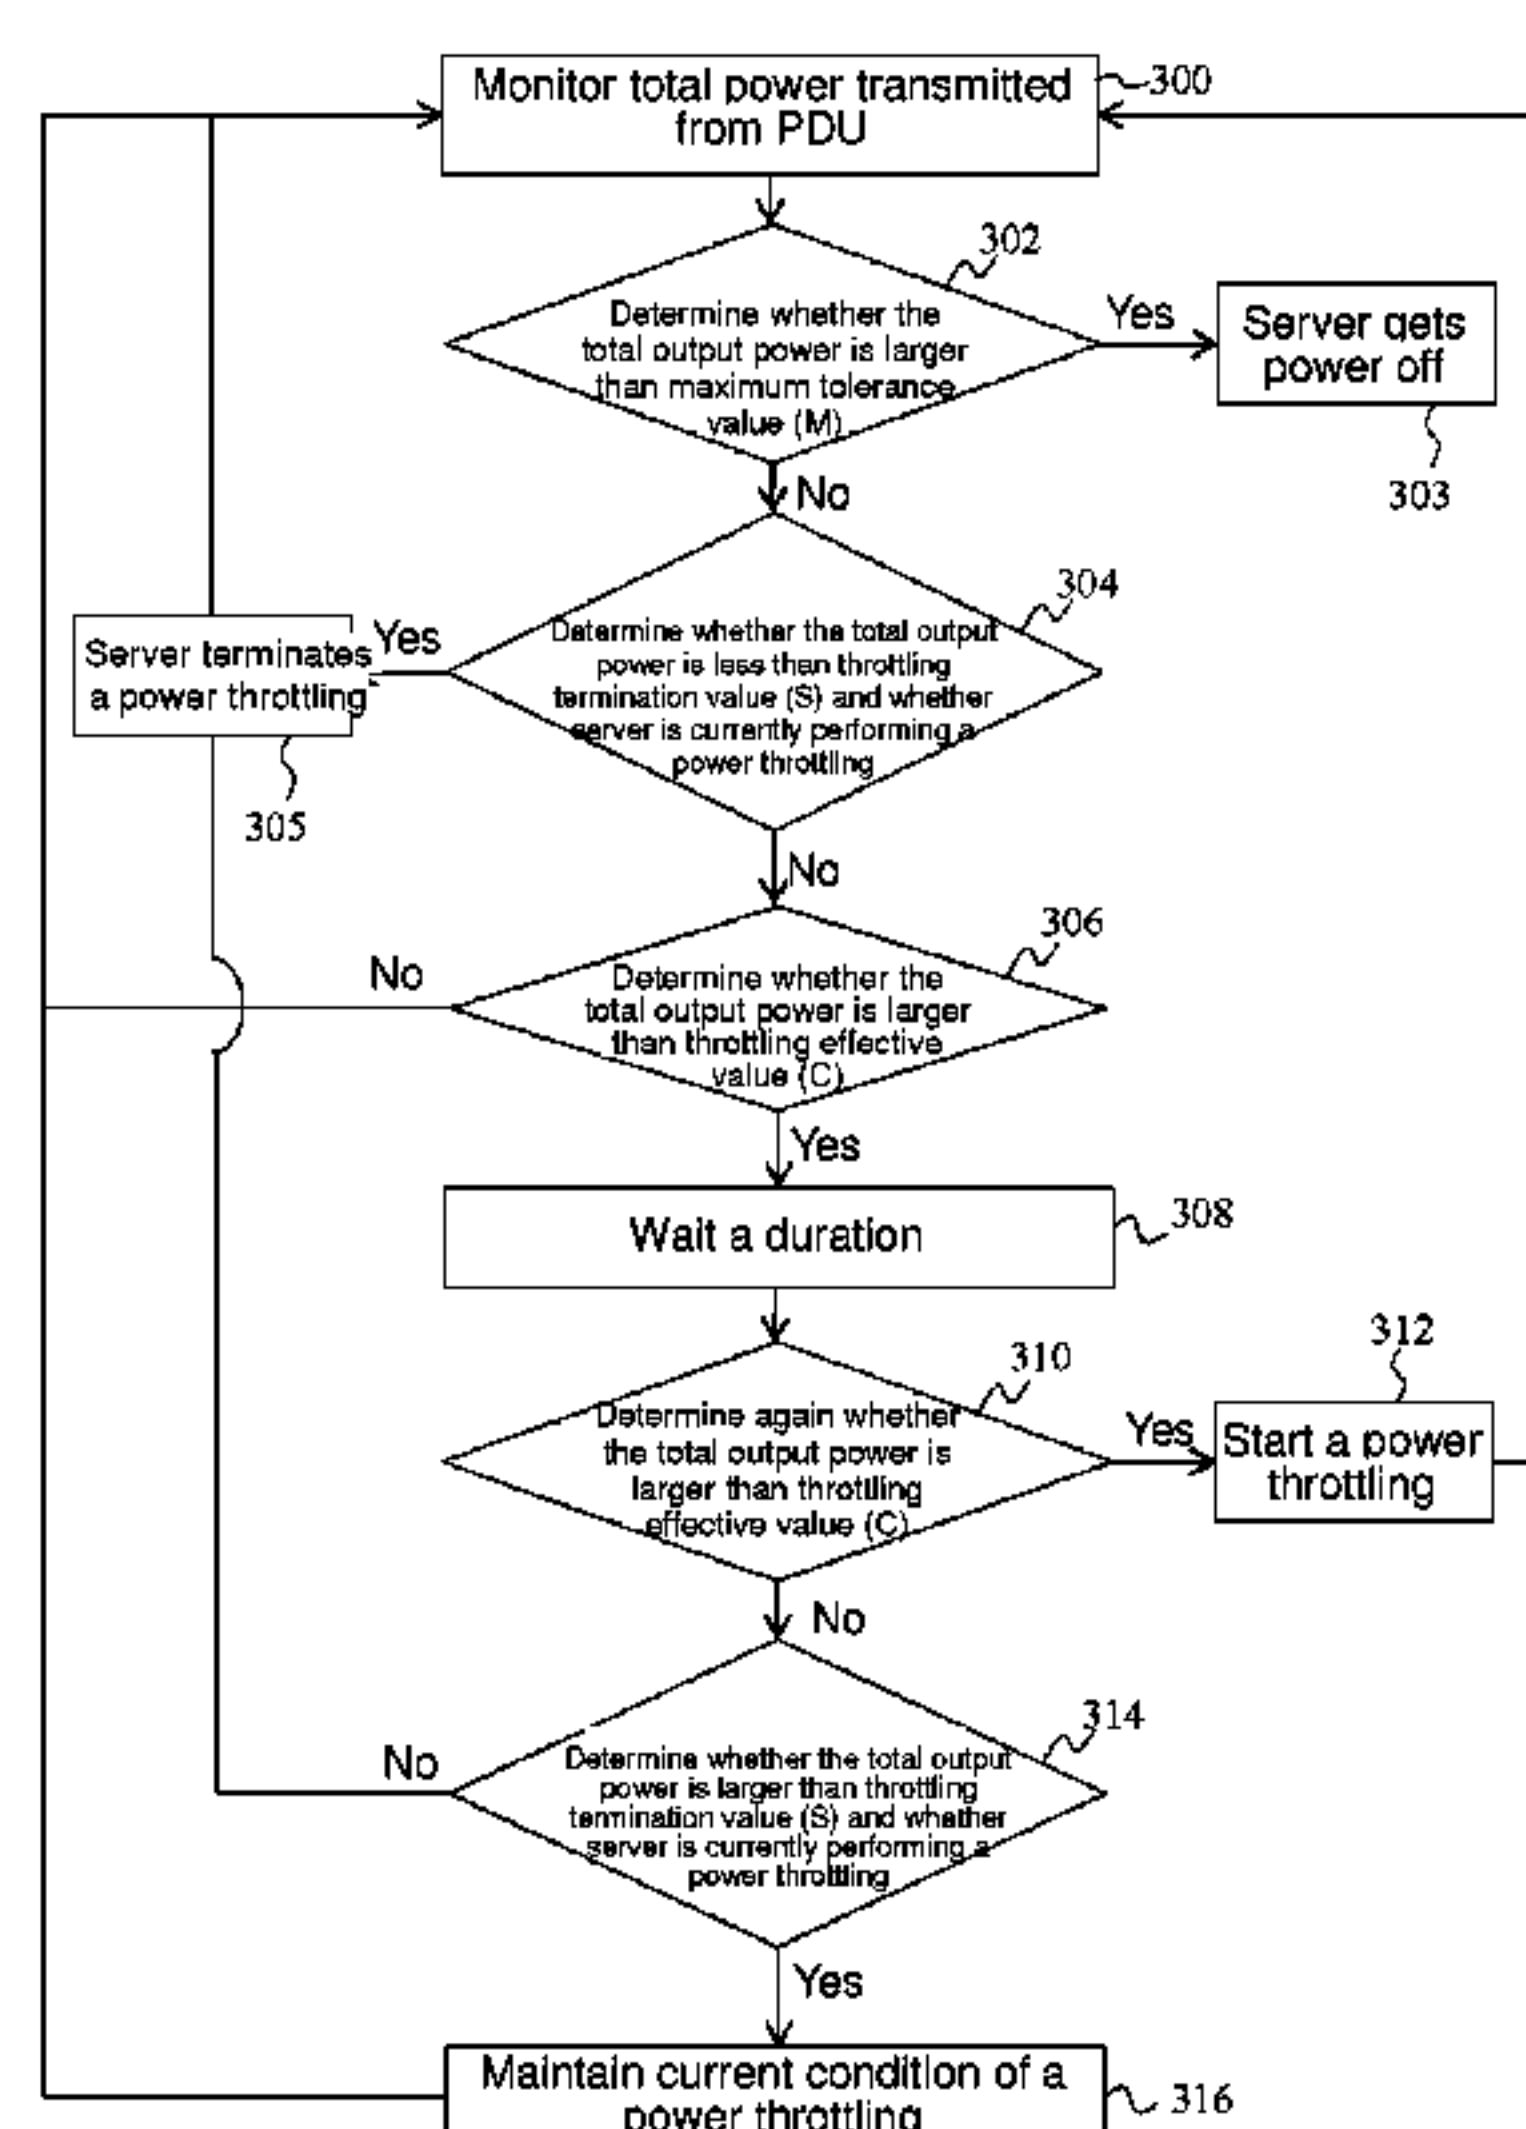 Monitor total power transmitted
from PDU
300
302
Determine whether the
total output power is larger
than maximum tolerance
value (M)
Yes
Server gets
power off
303
No
304
Determine whether the total output
power is less than throttling
termination value (S) and whether
server is currently performing a
power throttling
Yes
Server terminates
a power throttling
305
No
306
Determine whether the
total output power is larger
than throttling effective
value (C)
No
Yes
Wait a duration
308
310
Determine again whether
the total output power is
larger than throttling
effective value (C)
Yes
312
Start a power
throttling
No
314
Determine whether the total output
power is larger than throttling
termination value (S) and whether
server is currently performing a
power throttling
No
Yes
Maintain current condition of a
power throttling
316